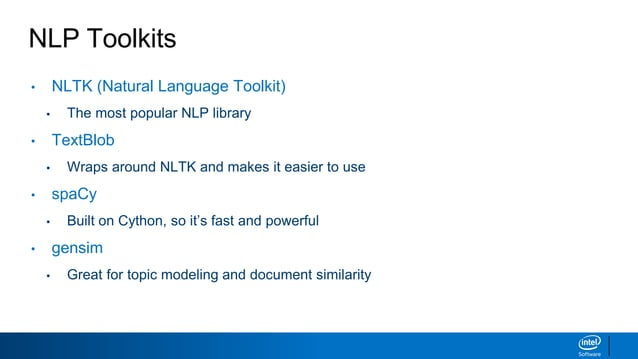 NLP Toolkits
• NLTK (Natural Language Toolkit)
• The most popular NLP library
• TextBlob
• Wraps around NLTK and makes it easier to use
• spaCy
• Built on Cython, so it’s fast and powerful
• gensim
• Great for topic modeling and document similarity
intel
Software